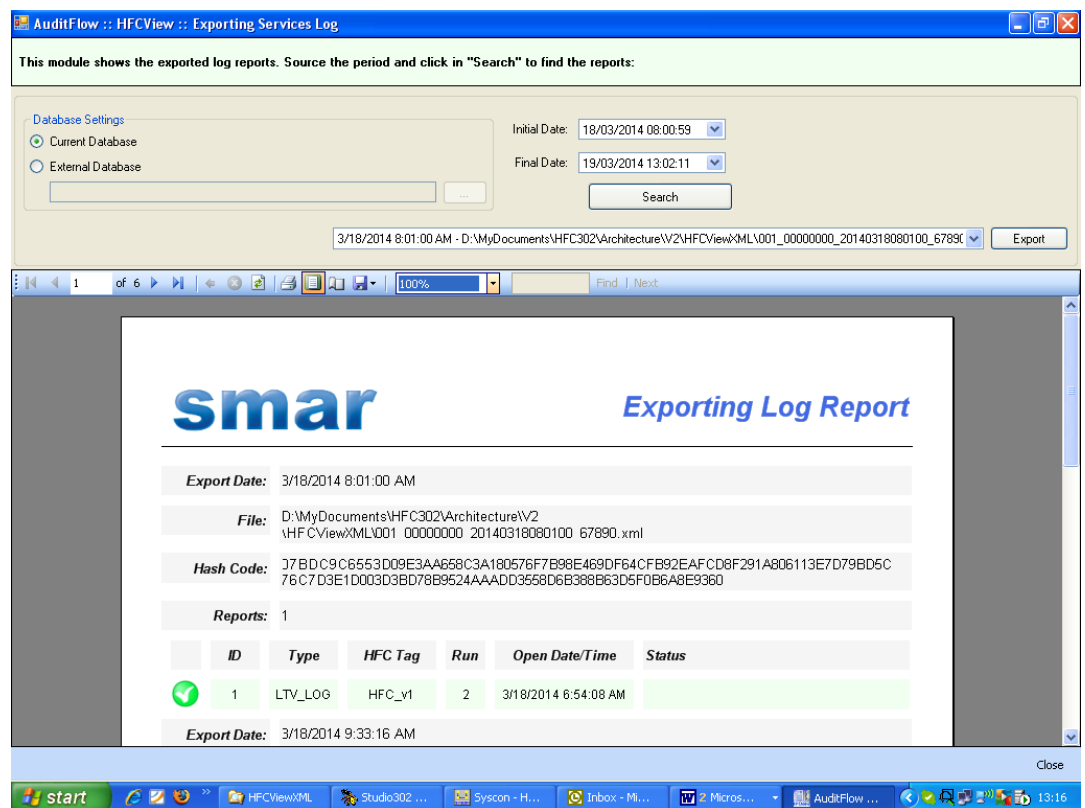 AuditFlow :: HFCView :: Exporting Services Log
This module shows the exported log reports. Source the period and click in "Search" to find the reports:
Database Settings
Current Database
External Database
...
Initial Date: 18/03/2014 08:00:59
Final Date: 19/03/2014 13:02:11
Search
3/18/2014 8:01:00 AM - D:\MyDocuments\HFC302\Architecture\V2\HFCViewXML\001_00000000_20140318080100_6789(
Export
1 of 6
100%
Find | Next
smar
Exporting Log Report
Export Date: 3/18/2014 8:01:00 AM
File: D:\MyDocuments\HFC302\Architecture\V2
\HFCViewXML\001_00000000_20140318080100_67890.xml
Hash Code: 37BDC9C6553D09E3AA658C3A180576F7B98E469DF64CFB92EAFCD8F291A806113E7D79BD5C
76C7D3E1D003D3BD78B9524AAADD3558D6B388B63D5F0B6A8E9360
Reports: 1
ID Type HFC Tag Run Open Date/Time Status
1 LTV_LOG HFC_v1 2 3/18/2014 6:54:08 AM
Export Date: 3/18/2014 9:33:16 AM
Close
start
HFCViewXML
Studio302 ...
Syscon - H...
Inbox - Mi...
2 Micros...
AuditFlow ...
13:16